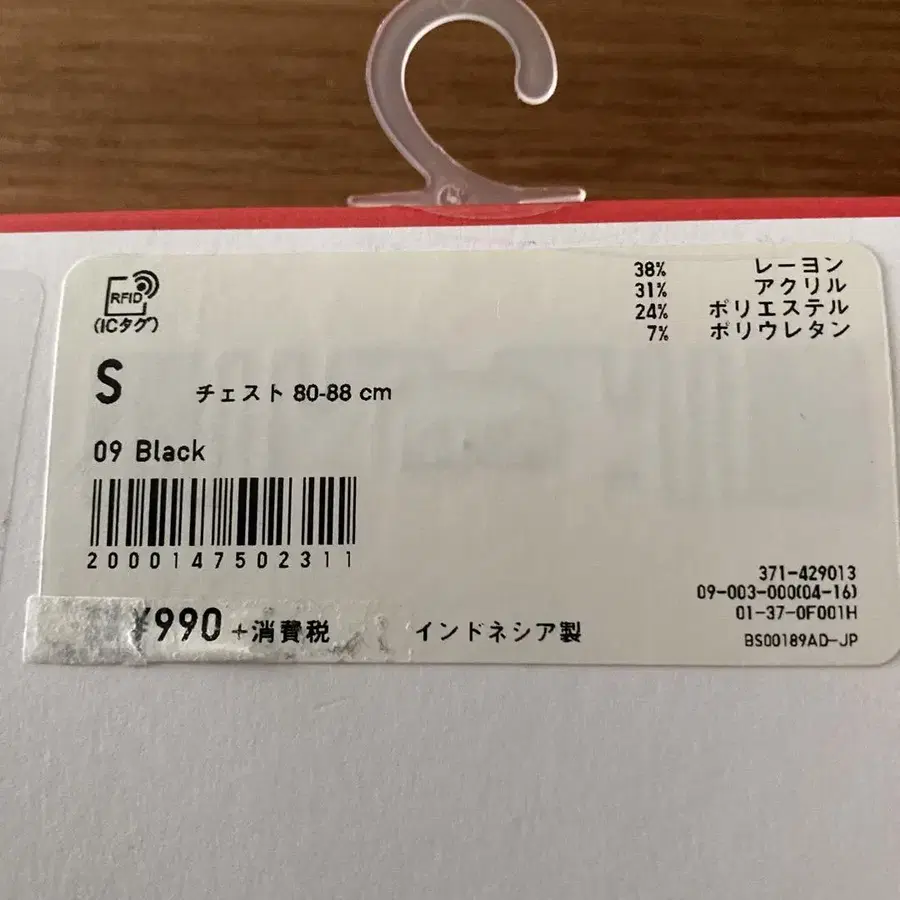 RFID
(ICタグ)
38% レーヨン
31% アクリル
24% ポリエステル
7% ポリウレタン
S チェスト 80-88 cm
09 Black
2000147502311
¥990 +消費税
インドネシア製
371-429013
09-003-000(04-16)
01-37-0F001H
BS00189AD-JP